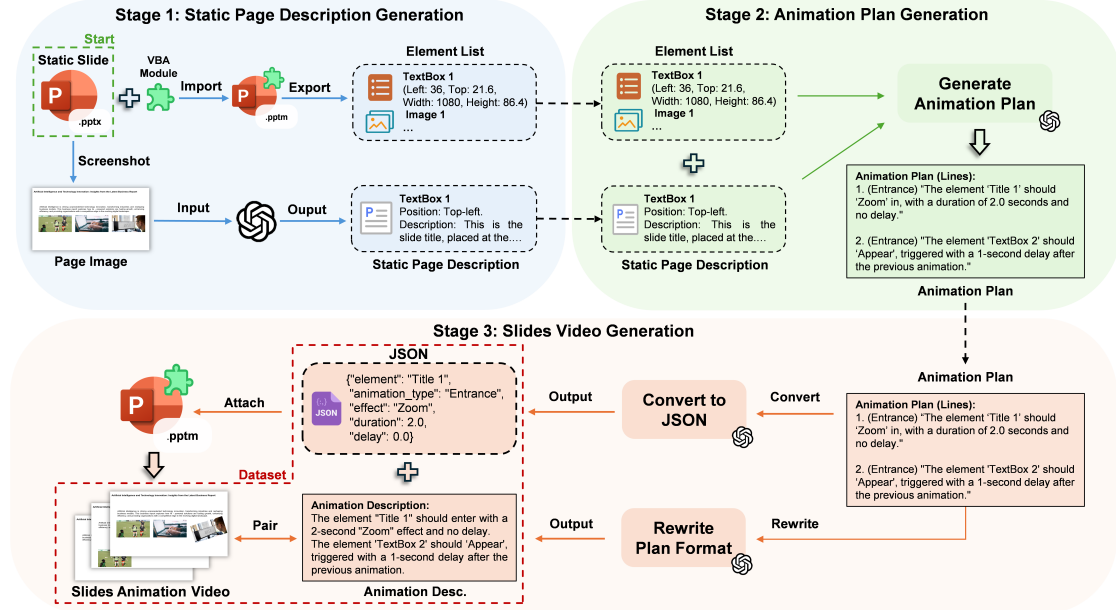 Stage 1: Static Page Description Generation
Start
Static Slide
P
.pptx
VBA
Module
Import
P
.pptm
Export
Element List
TextBox 1
(Left: 36, Top: 21.6,
Width: 1080, Height: 86.4)
Image 1
...
Screenshot
Page Image
Input
Ouput
P
TextBox 1
Position: Top-left.
Description: This is the
slide title, placed at the....
Static Page Description
Stage 2: Animation Plan Generation
Element List
TextBox 1
(Left: 36, Top: 21.6,
Width: 1080, Height: 86.4)
Image 1
...
P
TextBox 1
Position: Top-left.
Description: This is the
slide title, placed at the....
Static Page Description
Generate
Animation Plan
Animation Plan (Lines):
1. (Entrance) "The element 'Title 1' should
'Zoom' in, with a duration of 2.0 seconds and
no delay."
2. (Entrance) "The element 'TextBox 2' should
'Appear', triggered with a 1-second delay after
the previous animation."
Animation Plan
Stage 3: Slides Video Generation
Animation Plan
Animation Plan (Lines):
1. (Entrance) "The element 'Title 1' should
'Zoom' in, with a duration of 2.0 seconds and
no delay."
2. (Entrance) "The element 'TextBox 2' should
'Appear', triggered with a 1-second delay after
the previous animation."
Convert
Convert to
JSON
Output
JSON
JSON
{"element": "Title 1",
"animation_type": "Entrance",
"effect": "Zoom",
"duration": 2.0,
"delay": 0.0}
Attach
P
.pptm
Rewrite
Rewrite
Plan Format
Output
Dataset
Animation Description:
The element "Title 1" should enter with a
2-second "Zoom" effect and no delay.
The element 'TextBox 2' should 'Appear',
triggered with a 1-second delay after the
previous animation.
Animation Desc.
Pair
Slides Animation Video